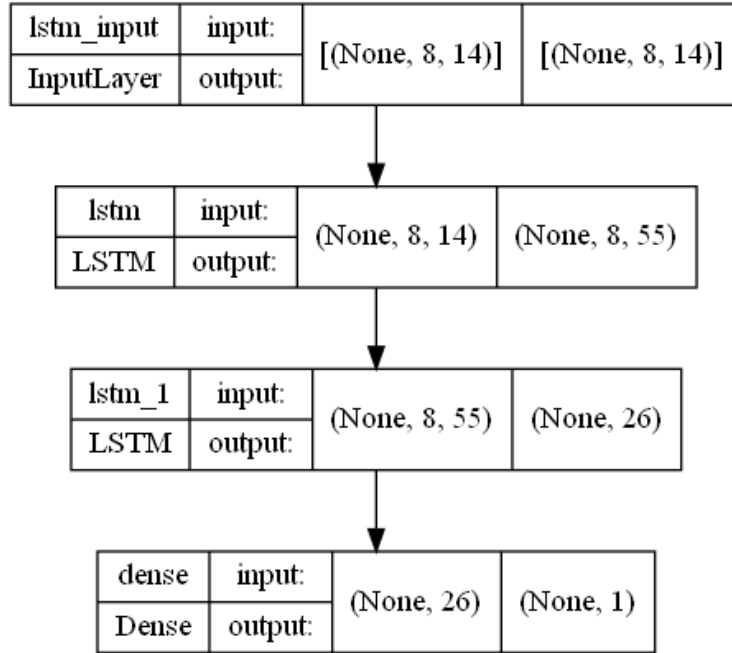 lstm_input input: [(None, 8, 14)] [(None, 8, 14)]
InputLayer output:
lstm input: (None, 8, 14) (None, 8, 55)
LSTM output:
lstm_1 input: (None, 8, 55) (None, 26)
LSTM output:
dense input: (None, 26) (None, 1)
Dense output: